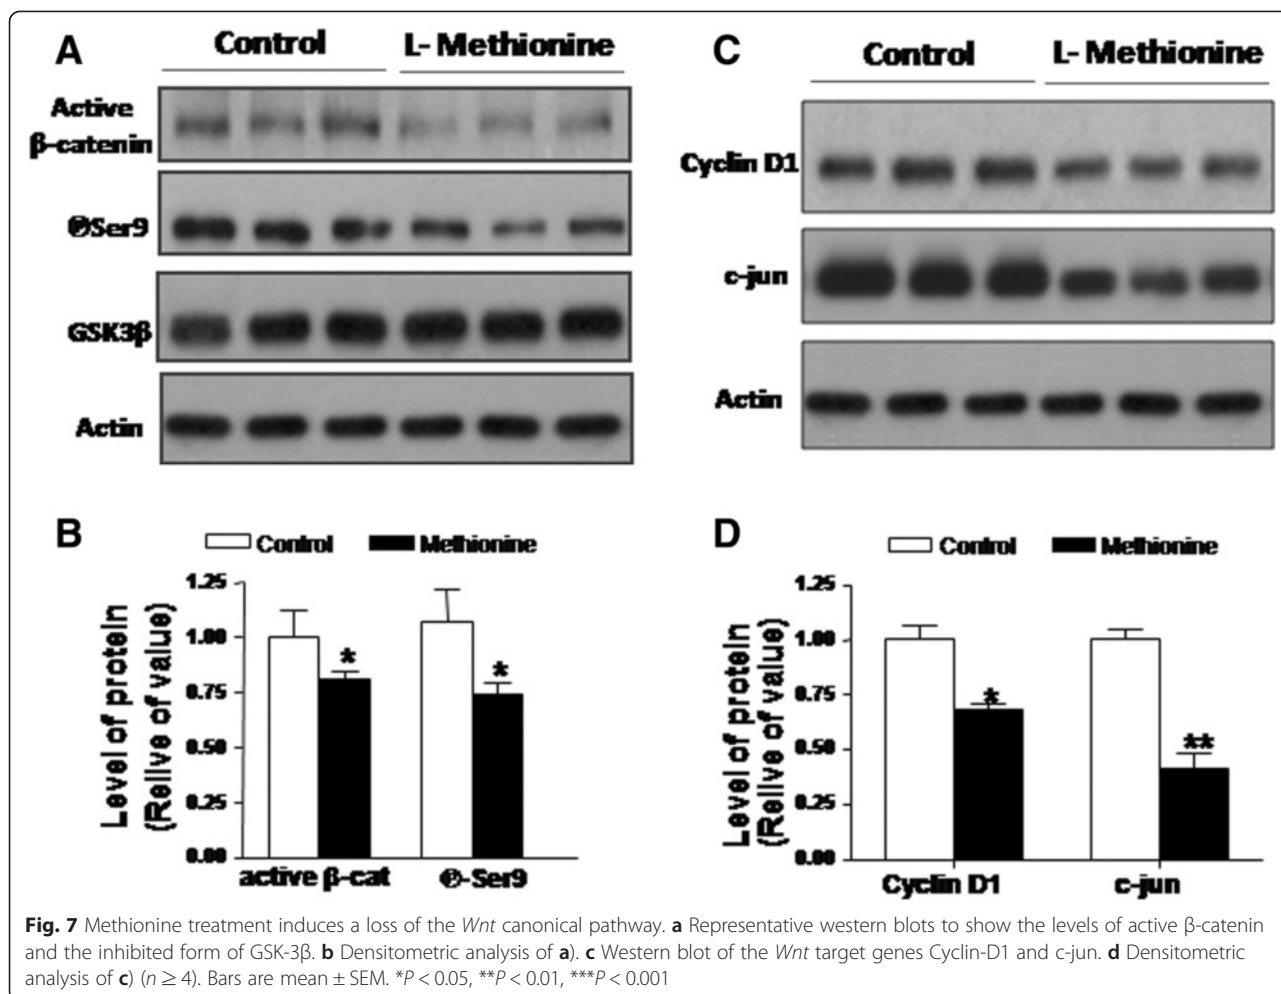 A
Control
L- Methionine
Active
β-catenin
ⓅSer9
GSK3β
Actin
C
Control
L- Methionine
Cyclin D1
c-jun
Actin
B
Control
Methionine
Level of protein
(Relive of value)
1.25
1.00
0.75
0.50
0.25
0.00
*
*
active β-cat
Ⓟ-Ser9
D
Control
Methionine
Level of protein
(Relive of value)
1.25
1.00
0.75
0.50
0.25
0.00
*
**
Cyclin D1
c-jun
Fig. 7 Methionine treatment induces a loss of the Wnt canonical pathway. a Representative western blots to show the levels of active β-catenin
and the inhibited form of GSK-3β. b Densitometric analysis of a). c Western blot of the Wnt target genes Cyclin-D1 and c-jun. d Densitometric
analysis of c) (n ≥ 4). Bars are mean ± SEM. *P < 0.05, **P < 0.01, ***P < 0.001